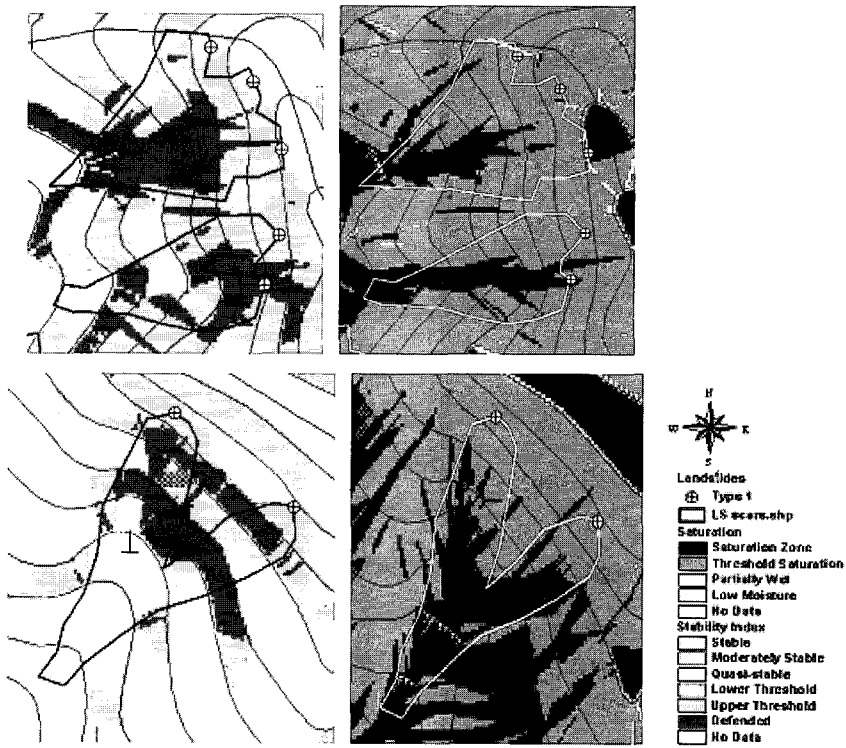 N
W E
S
Landslides
Type 1
LS scars.shp
Saturation
Saturation Zone
Threshold Saturation
Partially Wet
Low Moisture
No Data
Stability Index
Stable
Moderately Stable
Quasi-stable
Lower Threshold
Upper Threshold
Defended
No Data